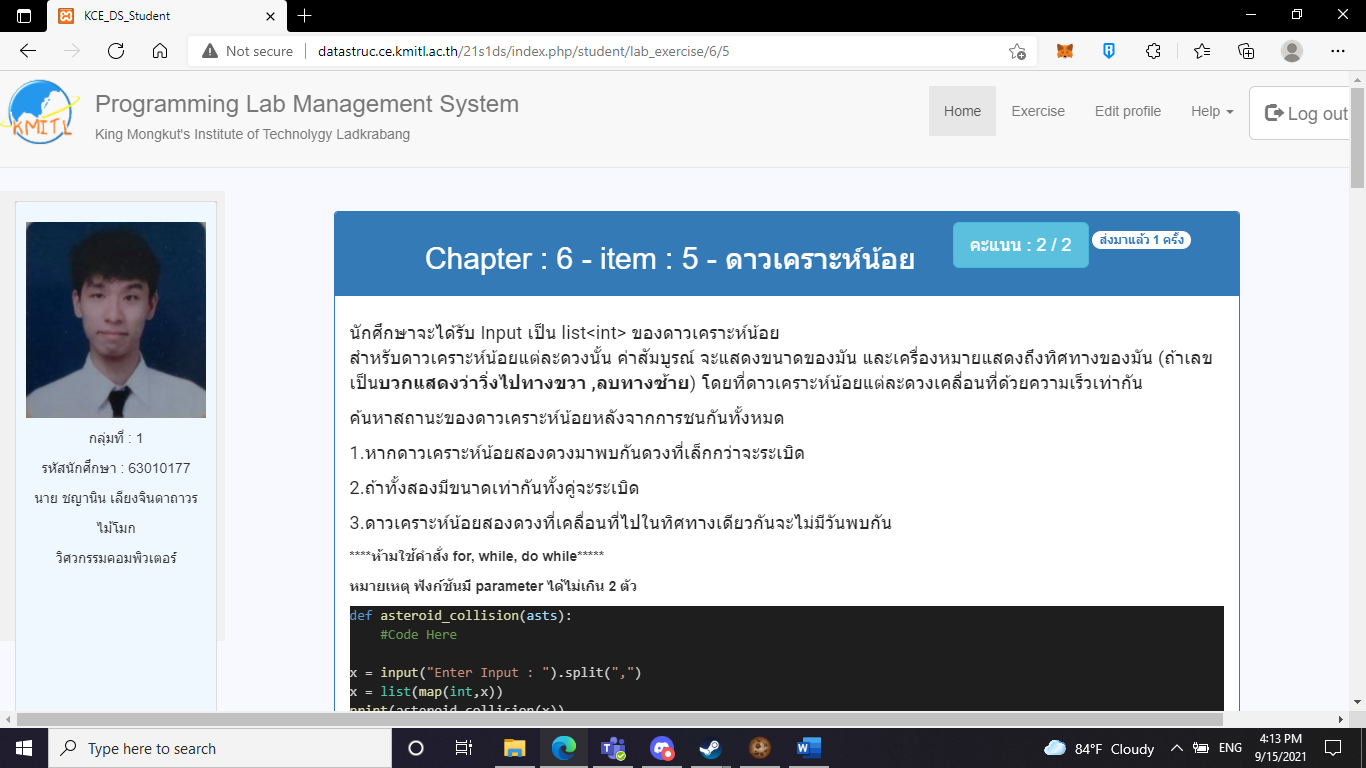 KCE_DS_Student
Not secure
datastruc.ce.kmitl.ac.th/21s1ds/index.php/student/lab_exercise/6/5
KMITL
Programming Lab Management System
King Mongkut's Institute of Technolygy Ladkrabang
Home
Exercise
Edit profile
Help
Log out
กลุ่มที่ : 1
รหัสนักศึกษา : 63010177
นาย ชญานิน เลียงจินดาถาวร
ไม้โมก
วิศวกรรมคอมพิวเตอร์
Chapter : 6 - item : 5 - ดาวเคราะห์น้อย
คะแนน : 2 / 2
ส่งมาแล้ว 1 ครั้ง
นักศึกษาจะได้รับ Input เป็น list<int> ของดาวเคราะห์น้อย
สำหรับดาวเคราะห์น้อยแต่ละดวงนั้น ค่าสัมบูรณ์ จะแสดงขนาดของมัน และเครื่องหมายแสดงถึงทิศทางของมัน (ถ้าเลข
เป็นบวกแสดงว่าวิ่งไปทางขวา ,ลบทางซ้าย) โดยที่ดาวเคราะห์น้อยแต่ละดวงเคลื่อนที่ด้วยความเร็วเท่ากัน
ค้นหาสถานะของดาวเคราะห์น้อยหลังจากการชนกันทั้งหมด
1.หากดาวเคราะห์น้อยสองดวงมาพบกันดวงที่เล็กกว่าจะระเบิด
2.ถ้าทั้งสองมีขนาดเท่ากันทั้งคู่จะระเบิด
3.ดาวเคราะห์น้อยสองดวงที่เคลื่อนที่ไปในทิศทางเดียวกันจะไม่มีวันพบกัน
****ห้ามใช้คำสั่ง for, while, do while*****
หมายเหตุ ฟังก์ชันมี parameter ได้ไม่เกิน 2 ตัว
def asteroid_collision(asts):
#Code Here
x = input("Enter Input : ").split(",")
x = list(map(int,x))
print(asteroid_collision(x))
Type here to search
84°F Cloudy
ENG
4:13 PM
9/15/2021